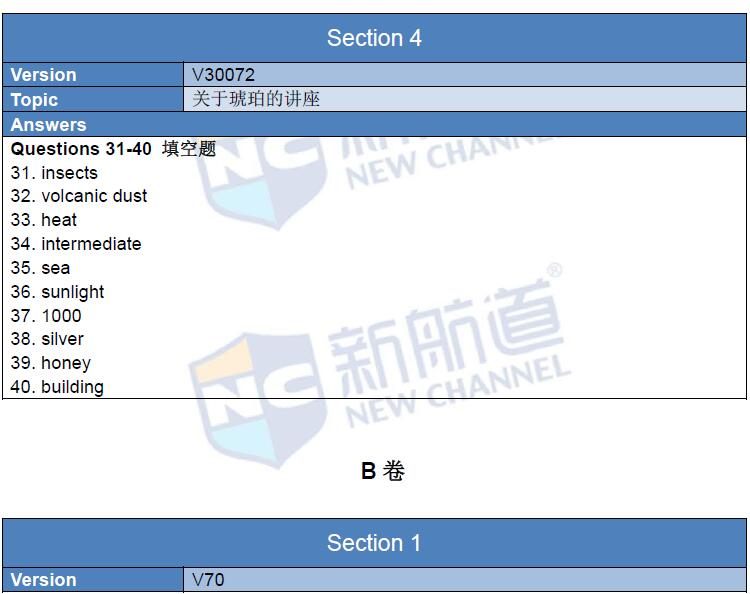 Section 4
Version V30072
Topic 关于琥珀的讲座
Answers
Questions 31-40 填空题
31. insects
32. volcanic dust
33. heat
34. intermediate
35. sea
36. sunlight
37. 1000
38. silver
39. honey
40. building
新航道®
NEW CHANNEL
NEW CHANNEL
B 卷
Section 1
Version V70